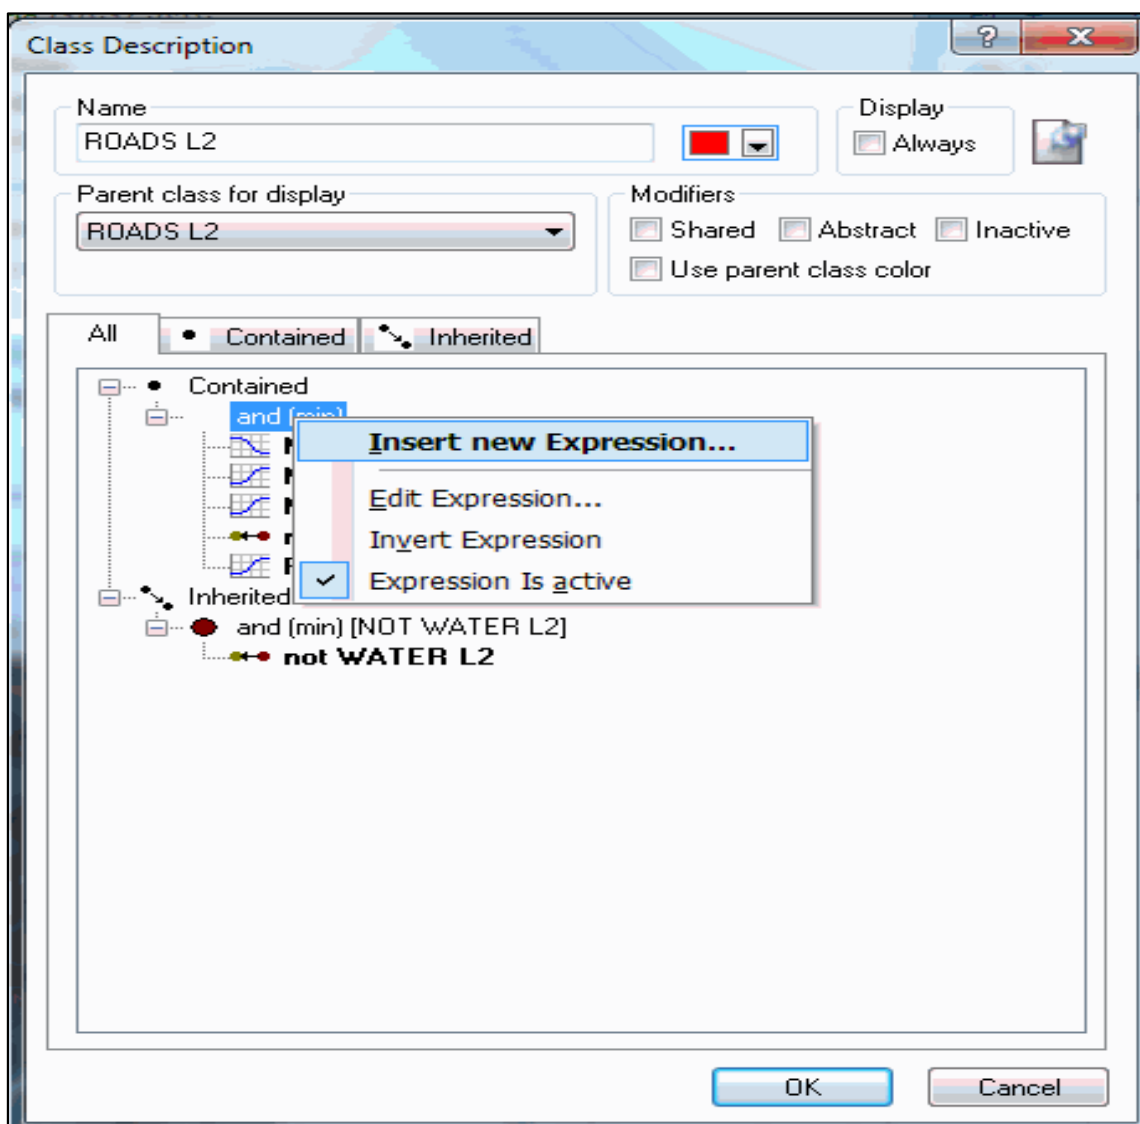 Class Description
Name
Display
ROADS L2
Always
Parent class for display
Modifiers
ROADS L2
Shared Abstract Inactive
Use parent class color
All Contained Inherited
Contained
and (min)
Insert new Expression...
Edit Expression...
Invert Expression
Expression Is active
Inherited
and (min) [NOT WATER L2]
not WATER L2
OK Cancel